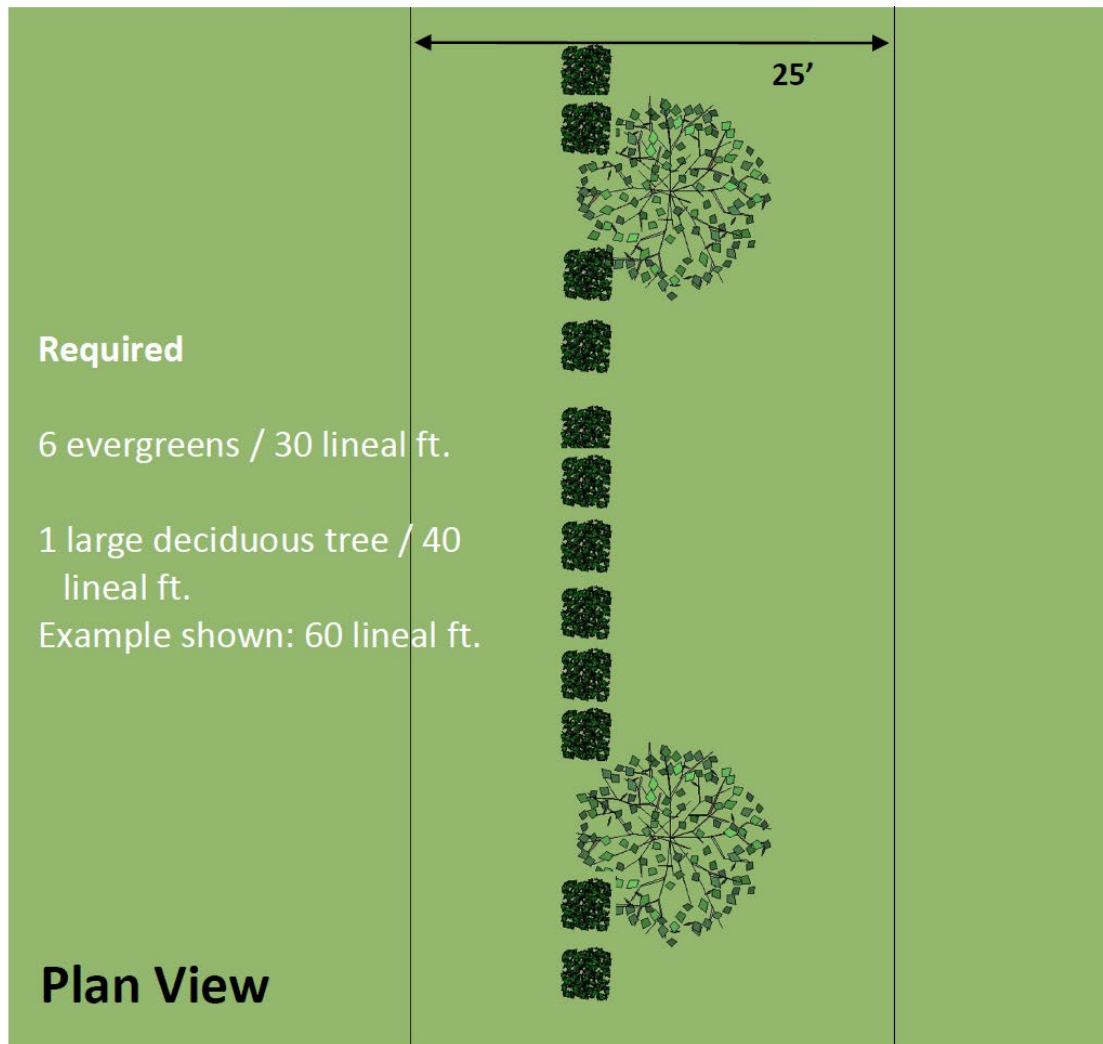 25’
Required
6 evergreens / 30 lineal ft.
1 large deciduous tree / 40
lineal ft.
Example shown: 60 lineal ft.
Plan View